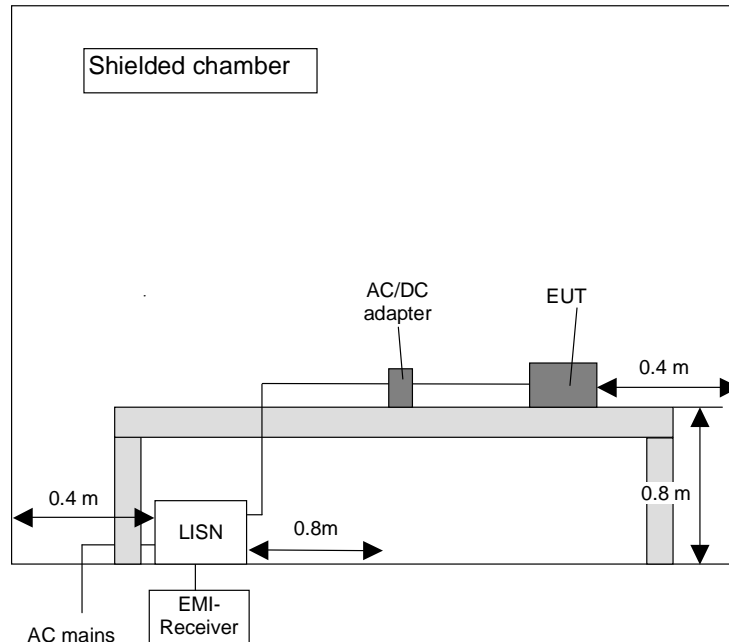 Shielded chamber
AC/DC
adapter
EUT
0.4 m
0.4 m
0.8 m
LISN
0.8m
EMI-
Receiver
AC mains